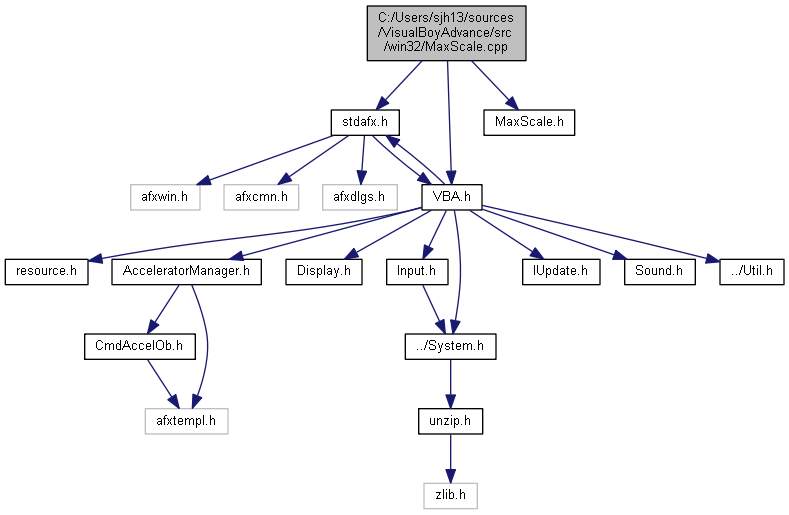 C:/Users/sjh13/sources
/VisualBoyAdvance/src
/win32/MaxScale.cpp
stdafx.h
MaxScale.h
afxwin.h
afxcmn.h
afxdlgs.h
VBA.h
resource.h
AcceleratorManager.h
Display.h
Input.h
IUpdate.h
Sound.h
../Util.h
CmdAccelOb.h
../System.h
afxtempl.h
unzip.h
zlib.h